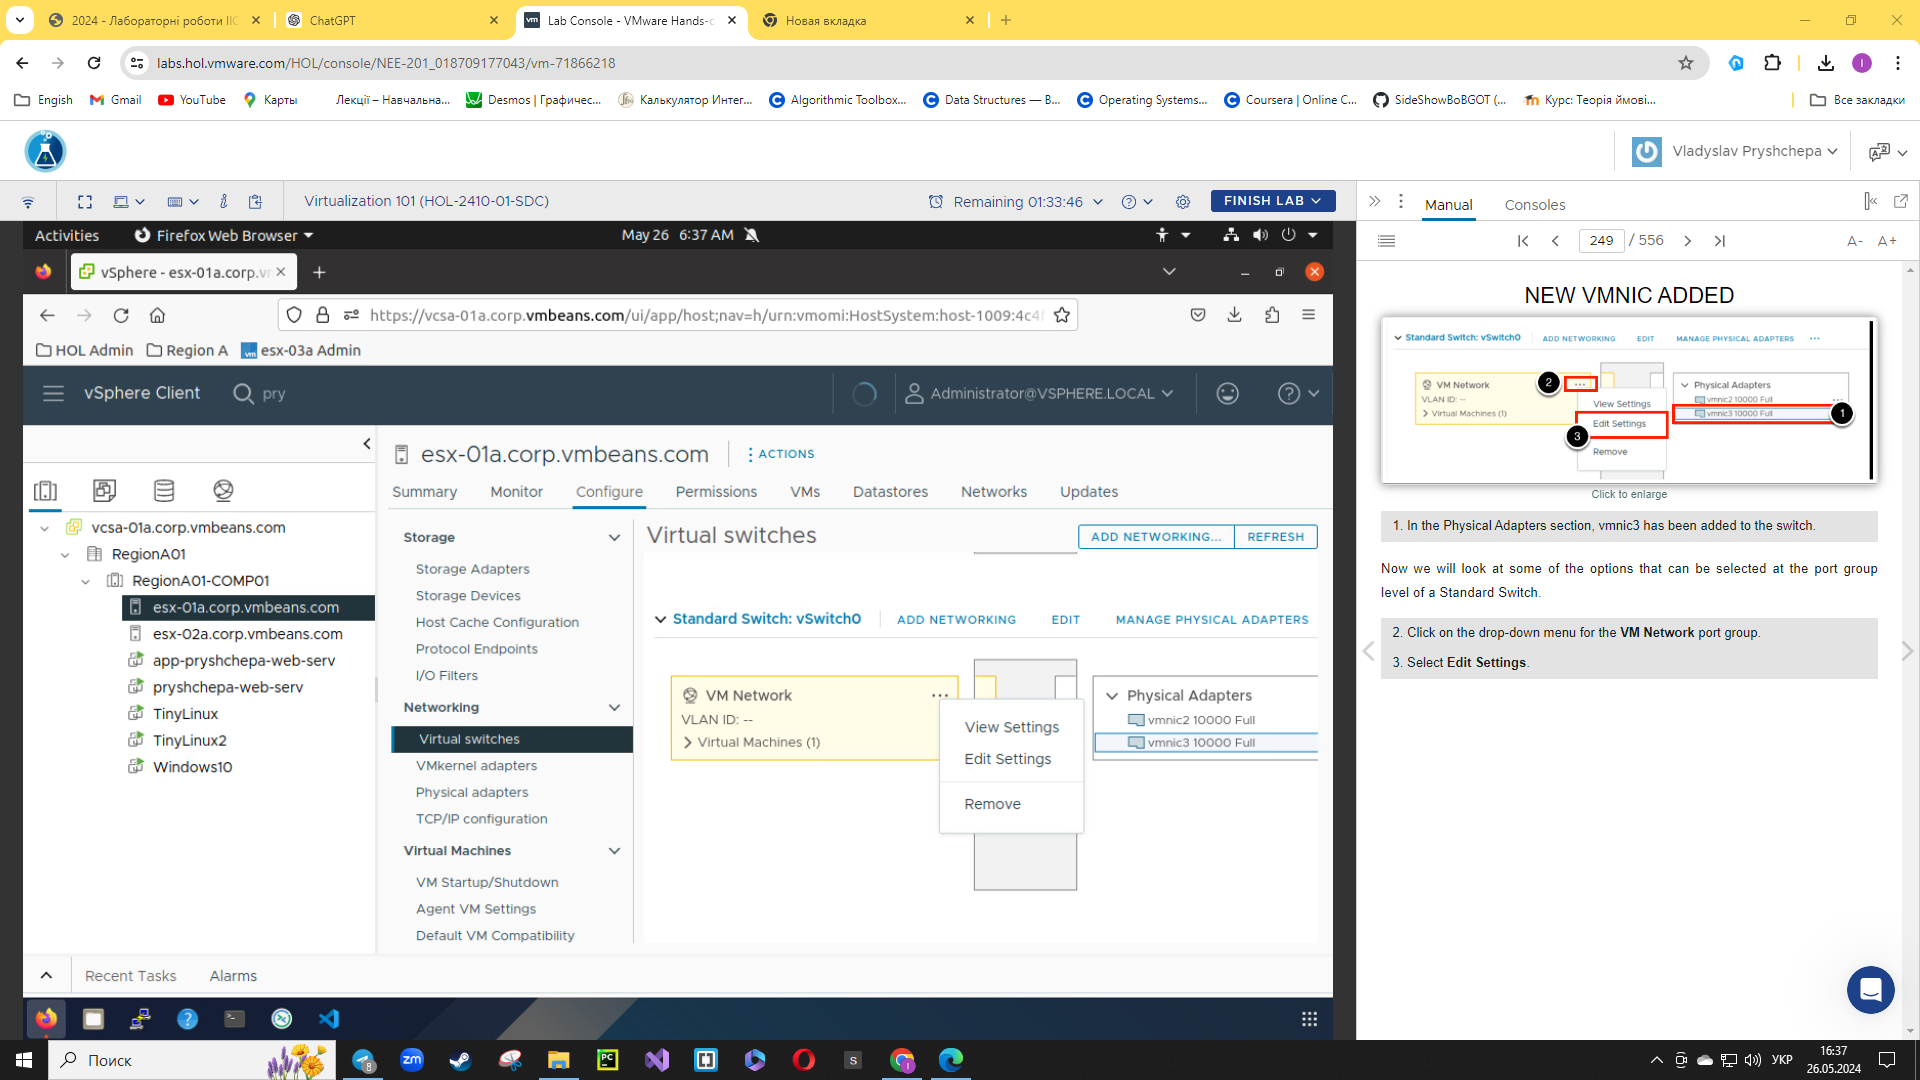 2024 - Лабораторні роботи ІІС
ChatGPT
Lab Console - VMware Hands-o
Новая вкладка
labs.hol.vmware.com/HOL/console/NEE-201_018709177043/vm-71866218
Engish
Gmail
YouTube
Карты
Лекції – Навчальна...
Desmos | Графичес...
Калькулятор Интег...
Algorithmic Toolbox...
Data Structures — В...
Operating Systems...
Coursera | Online C...
SideShowBoBGOT (...
Курс: Теорія ймові...
Все закладки
Vladyslav Pryshchepa
Virtualization 101 (HOL-2410-01-SDC)
Remaining 01:33:46
FINISH LAB
Manual
Consoles
249 / 556
A- A+
Activities
Firefox Web Browser
May 26 6:37 AM
vSphere - esx-01a.corp.vm
https://vcsa-01a.corp.vmbeans.com/ui/app/host;nav=h/urn:vmomi:HostSystem:host-1009:4c4f
HOL Admin
Region A
esx-03a Admin
vSphere Client
pry
Administrator@VSPHERE.LOCAL
vcsa-01a.corp.vmbeans.com
RegionA01
RegionA01-COMP01
esx-01a.corp.vmbeans.com
esx-02a.corp.vmbeans.com
app-pryshchepa-web-serv
pryshchepa-web-serv
TinyLinux
TinyLinux2
Windows10
esx-01a.corp.vmbeans.com
ACTIONS
Summary
Monitor
Configure
Permissions
VMs
Datastores
Networks
Updates
Storage
Storage Adapters
Storage Devices
Host Cache Configuration
Protocol Endpoints
I/O Filters
Networking
Virtual switches
VMkernel adapters
Physical adapters
TCP/IP configuration
Virtual Machines
VM Startup/Shutdown
Agent VM Settings
Default VM Compatibility
Virtual switches
ADD NETWORKING...
REFRESH
Standard Switch: vSwitch0
ADD NETWORKING
EDIT
MANAGE PHYSICAL ADAPTERS
VM Network
...
VLAN ID: --
Virtual Machines (1)
View Settings
Edit Settings
Remove
Physical Adapters
vmnic2 10000 Full
vmnic3 10000 Full
Recent Tasks
Alarms
NEW VMNIC ADDED
Standard Switch: vSwitch0
ADD NETWORKING
EDIT
MANAGE PHYSICAL ADAPTERS
...
VM Network
2
...
VLAN ID: --
Virtual Machines (1)
View Settings
3
Edit Settings
Remove
Physical Adapters
vmnic2 10000 Full
...
vmnic3 10000 Full
1
Click to enlarge
1. In the Physical Adapters section, vmnic3 has been added to the switch.
Now we will look at some of the options that can be selected at the port group
level of a Standard Switch.
2. Click on the drop-down menu for the VM Network port group.
3. Select Edit Settings.
Поиск
8
zm
PC
S
УКР
16:37
26.05.2024